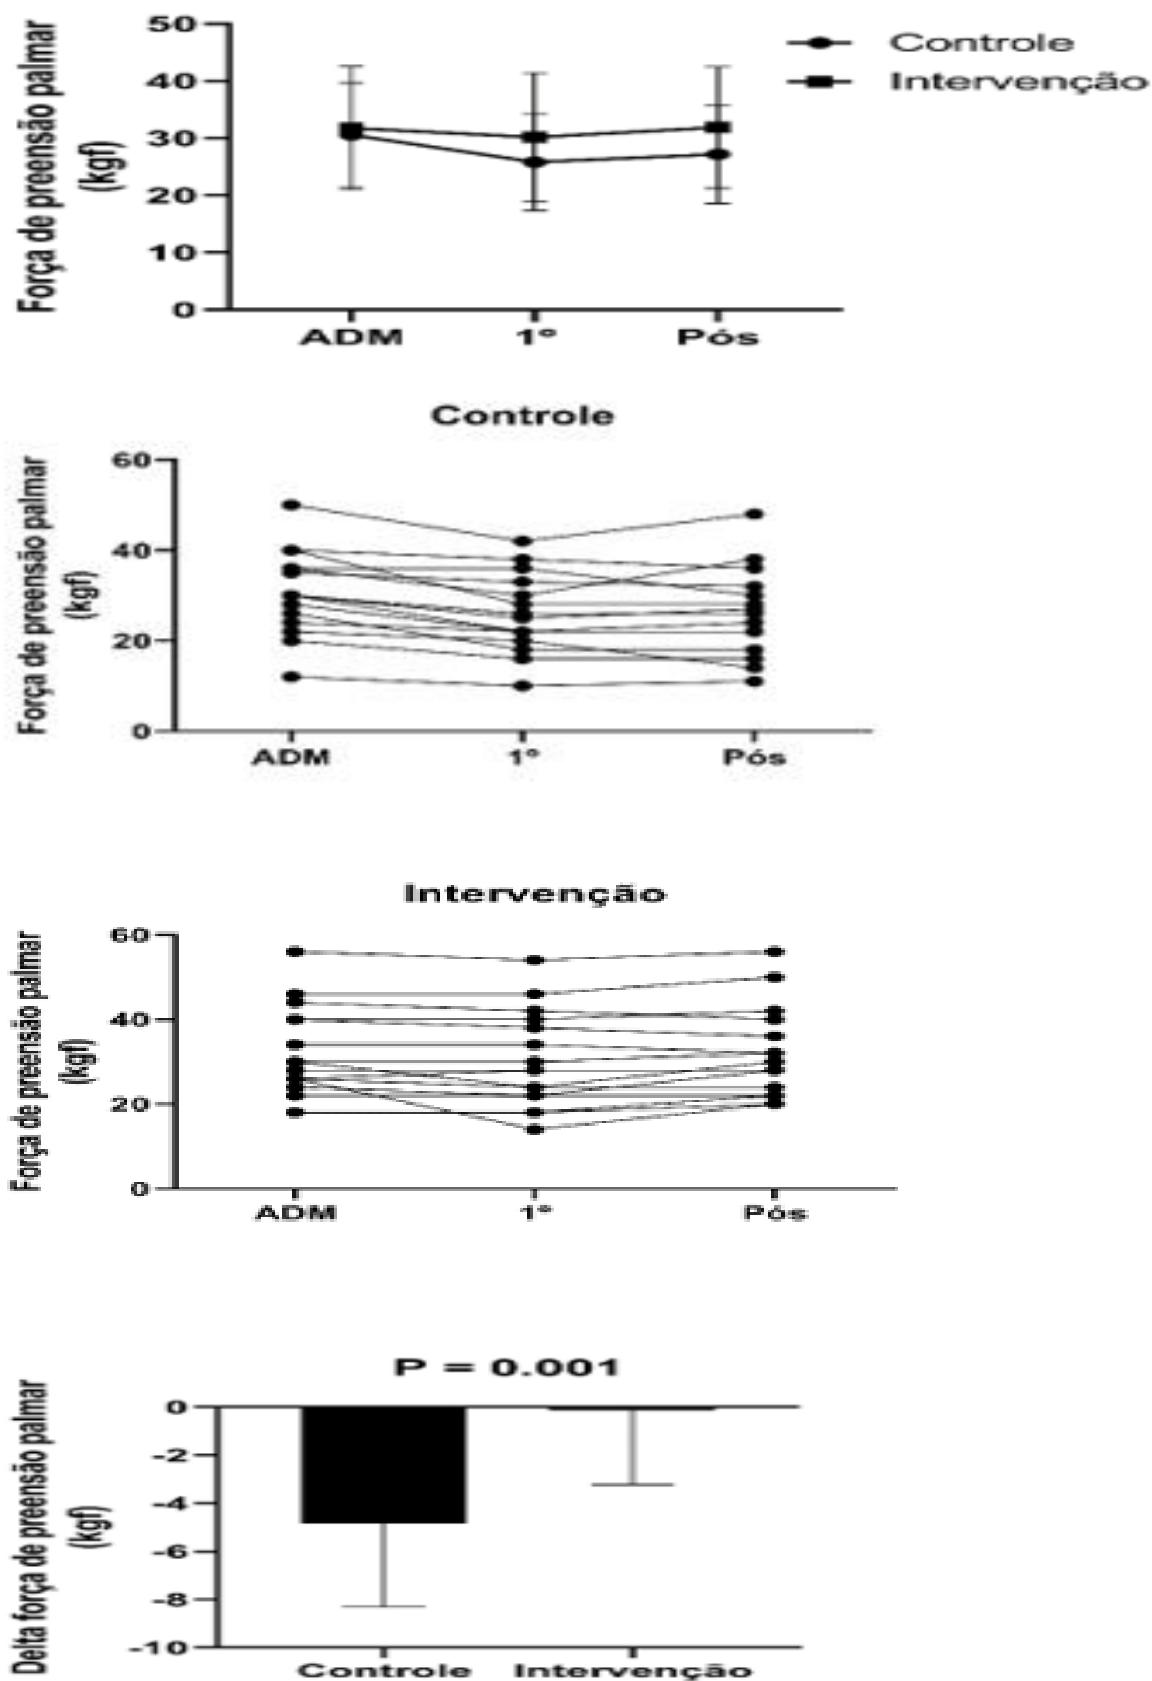 Força de preensão palmar
(kgf)
50
40
30
20
10
0
ADM 1º Pós
Controle
Intervenção
Controle
Força de preensão palmar
(kgf)
60
40
20
0
ADM 1º Pós
Intervenção
Força de preensão palmar
(kgf)
60
40
20
0
ADM 1º Pós
P = 0.001
Delta força de preensão palmar
(kgf)
0
-2
-4
-6
-8
-10
Controle Intervenção